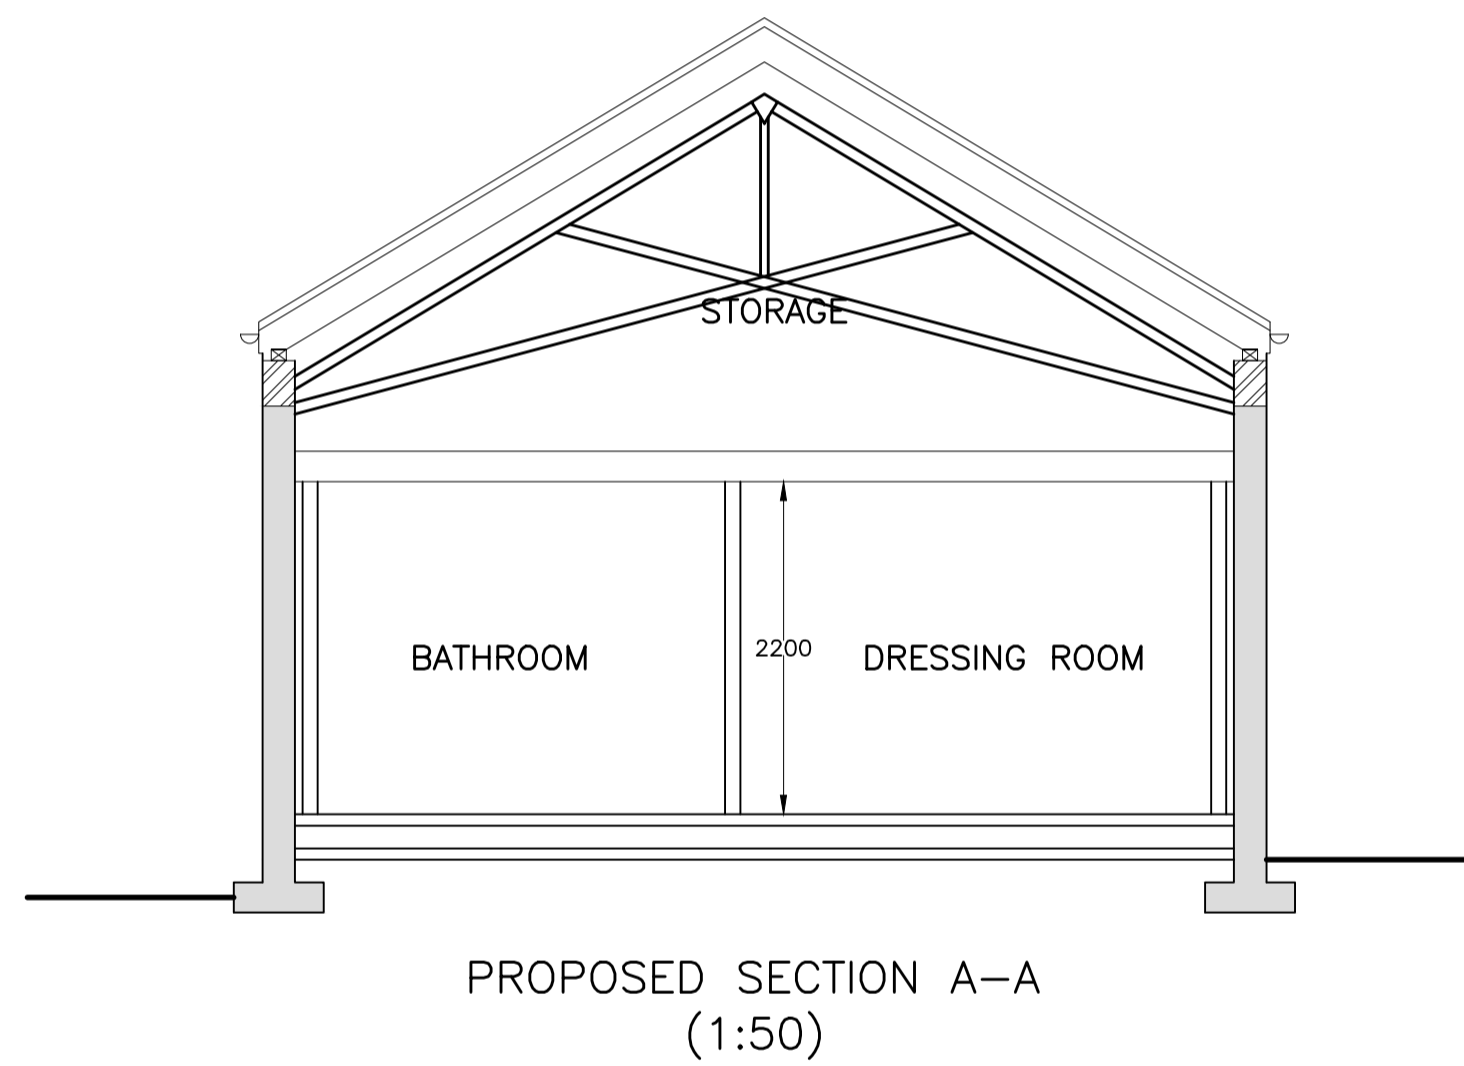 STORAGE
BATHROOM
2200
DRESSING ROOM
PROPOSED SECTION A-A
(1:50)